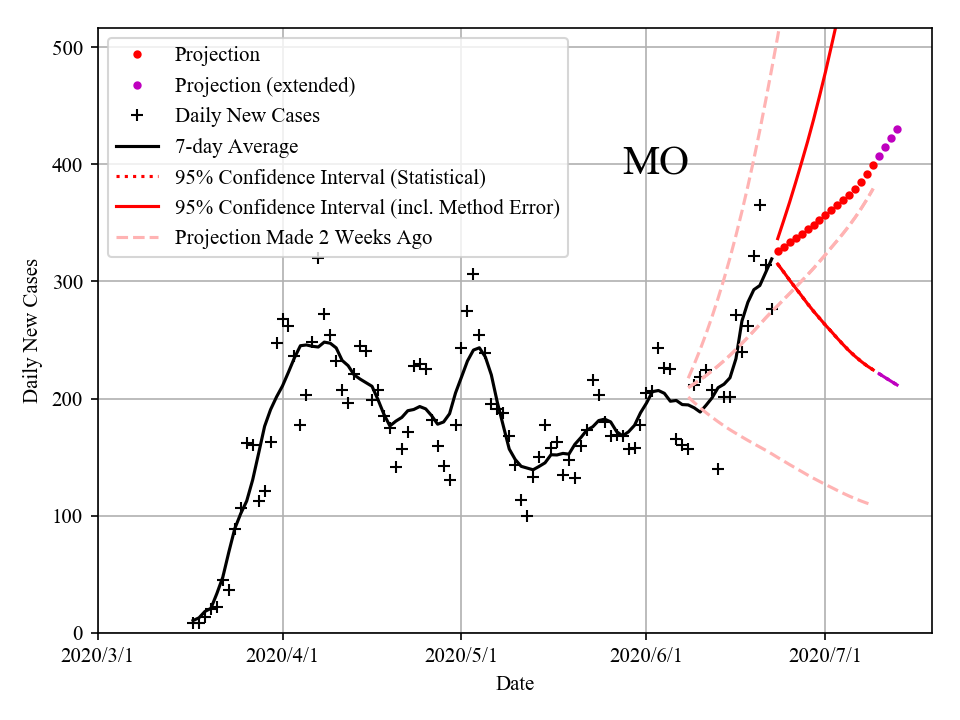 500
400
300
200
100
0
Daily New Cases
Projection
Projection (extended)
Daily New Cases
7-day Average
95% Confidence Interval (Statistical)
95% Confidence Interval (incl. Method Error)
Projection Made 2 Weeks Ago
MO
2020/3/1 2020/4/1 2020/5/1 2020/6/1 2020/7/1
Date